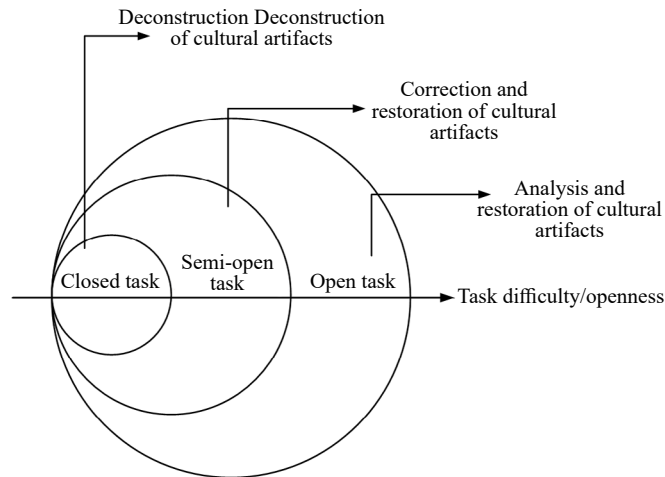 Deconstruction Deconstruction
of cultural artifacts
Correction and
restoration of cultural
artifacts
Analysis and
restoration of cultural
artifacts
Closed task
Semi-open
task
Open task
Task difficulty/openness